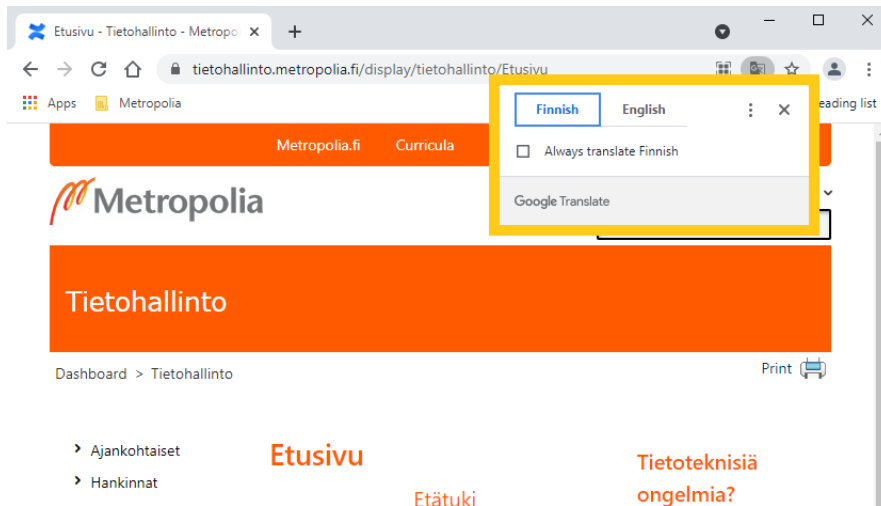 Etusivu - Tietohallinto - Metropol
tietohallinto.metropolia.fi/display/tietohallinto/Etusivu
Apps Metropolia eading list
Finnish English
Always translate Finnish
Google Translate
Metropolia.fi Curricula
Metropolia
Tietohallinto
Dashboard > Tietohallinto Print
Ajankohtaiset
Hankinnat
Etusivu
Etätuki
Tietoteknisiä
ongelmia?